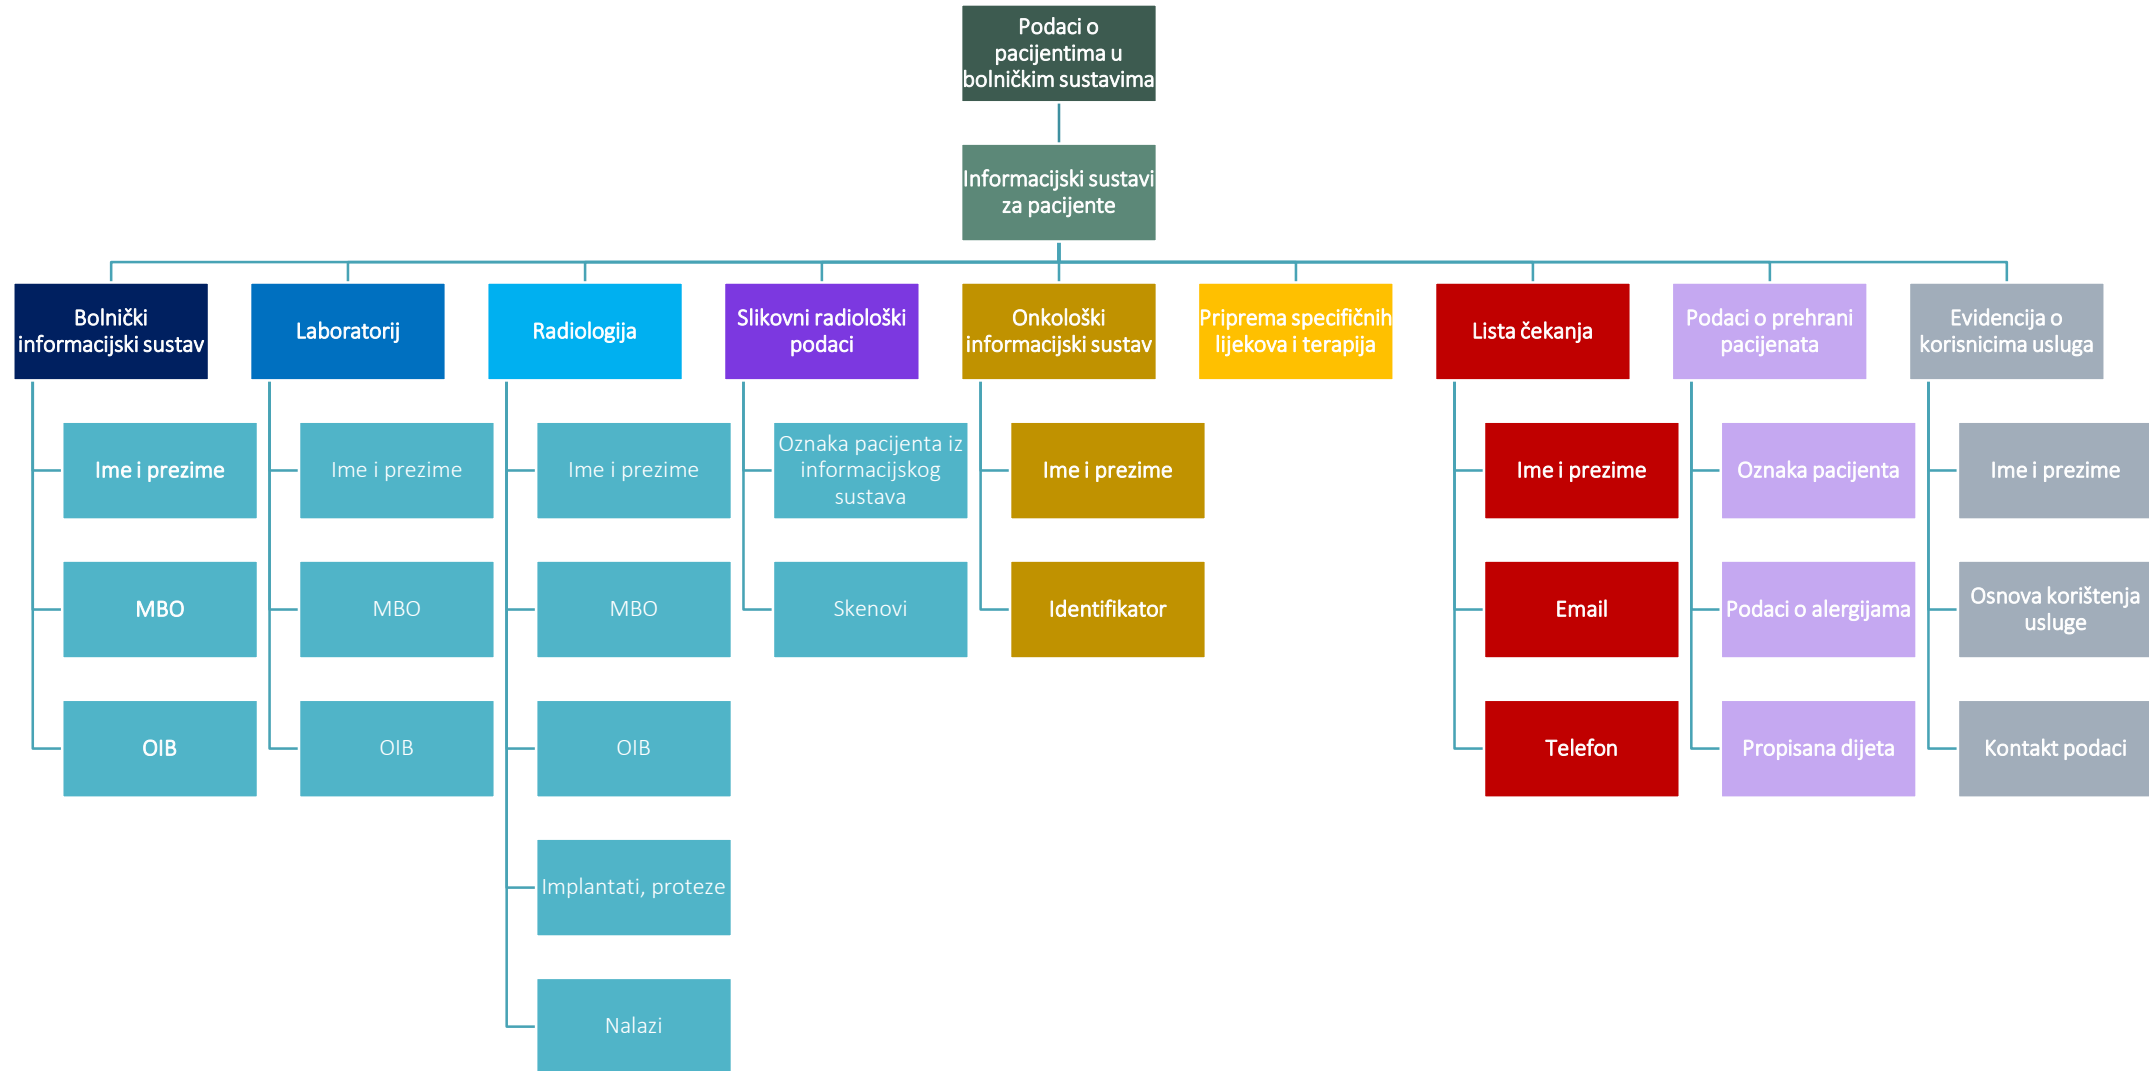 Podaci o
pacijentima u
bolničkim sustavima
Informacijski sustavi
za pacijente
Bolnički
informacijski sustav
Laboratorij
Radiologija
Slikovni radiološki
podaci
Onkološki
informacijski sustav
Priprema specifičnih
lijekova i terapija
Lista čekanja
Podaci o prehrani
pacijenata
Evidencija o
korisnicima usluga
Ime i prezime
MBO
OIB
Ime i prezime
MBO
OIB
Ime i prezime
MBO
OIB
Implantati, proteze
Nalazi
Oznaka pacijenta iz
informacijskog
sustava
Skenovi
Ime i prezime
Identifikator
Ime i prezime
Email
Telefon
Oznaka pacijenta
Podaci o alergijama
Propisana dijeta
Ime i prezime
Osnova korištenja
usluge
Kontakt podaci